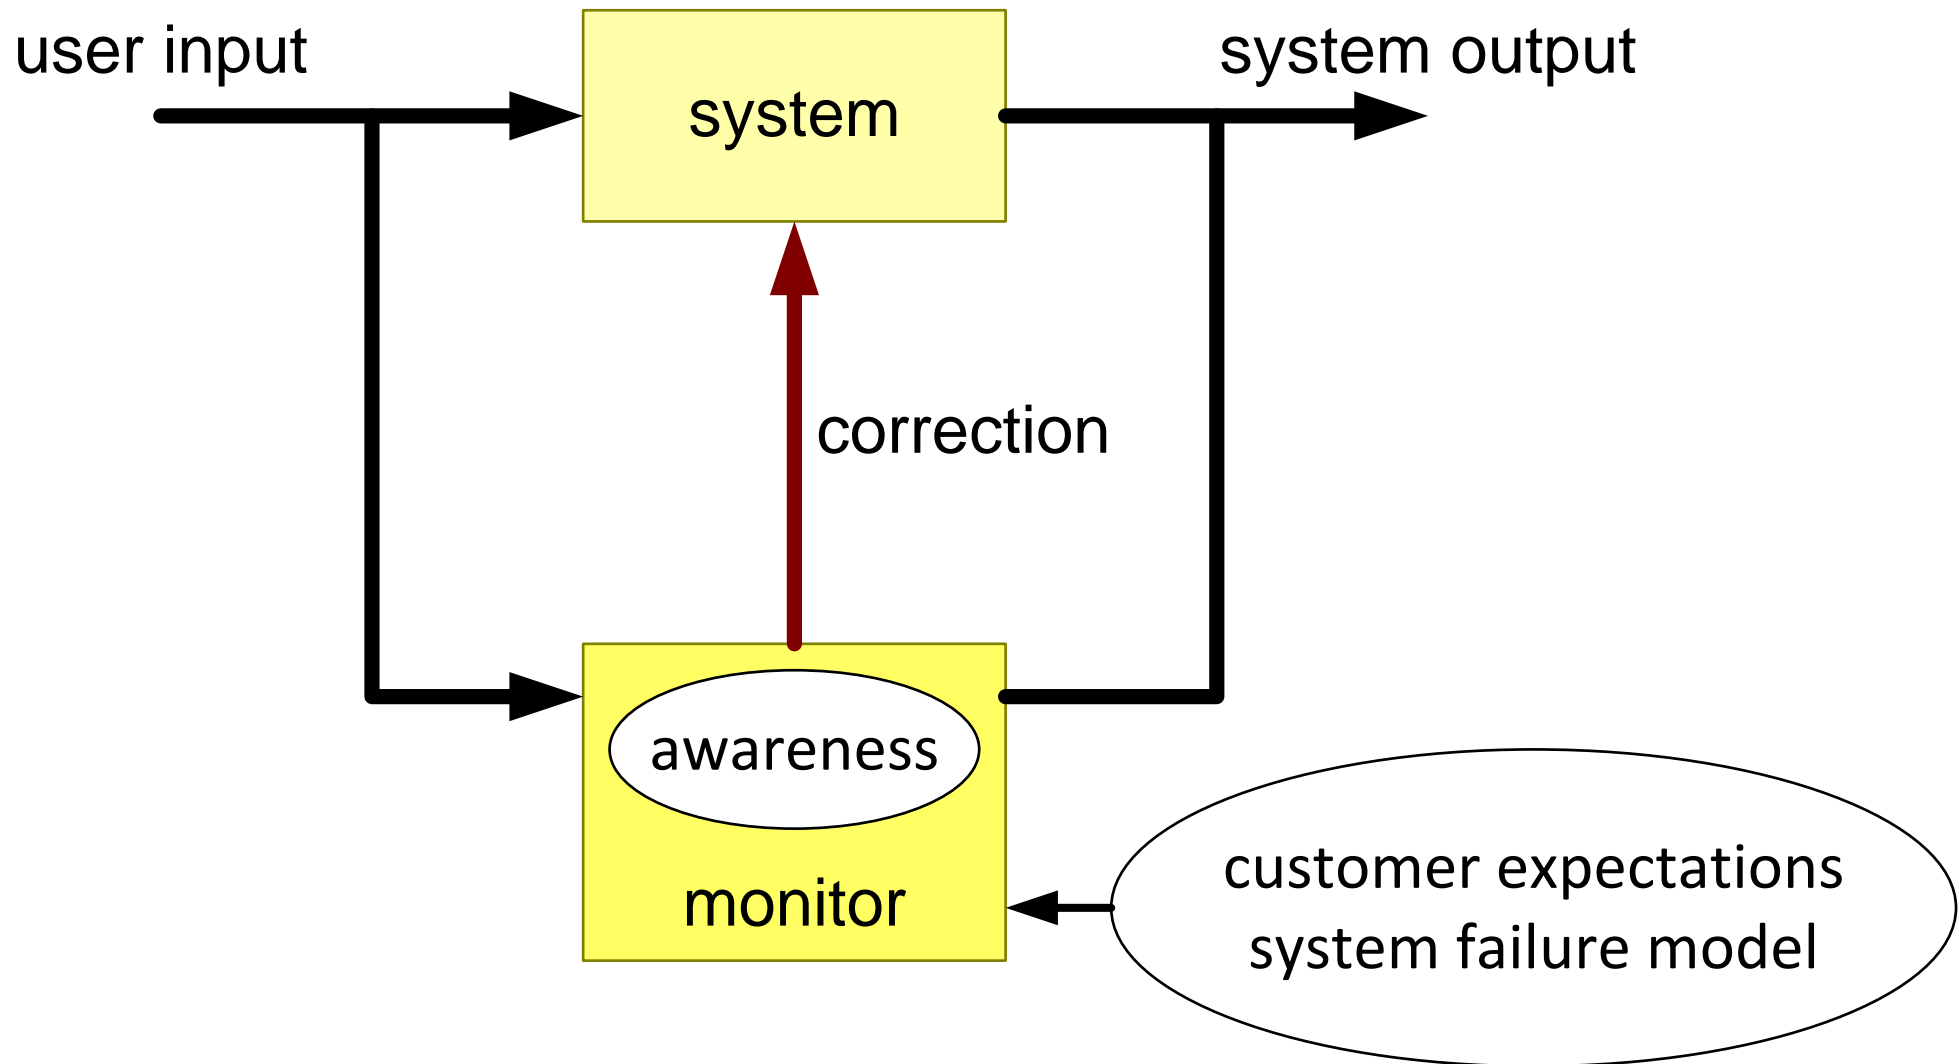 user input
system output
system
correction
awareness
monitor
customer expectations
system failure model